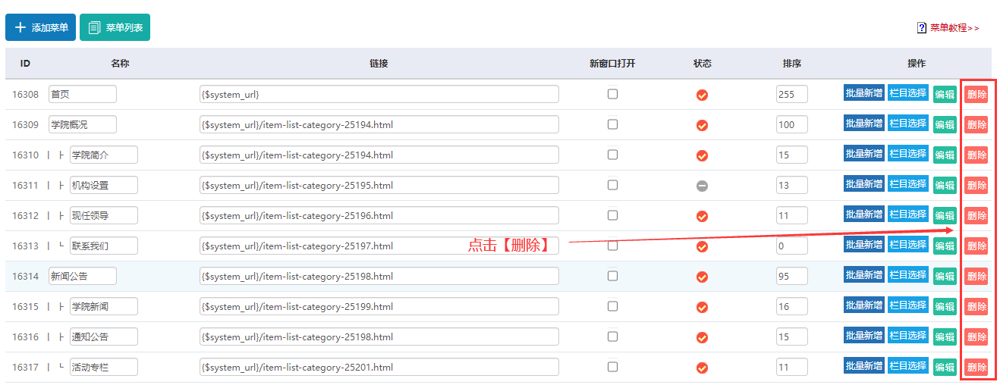 添加菜单 菜单列表 菜单教程>>
ID 名称 链接 新窗口打开 状态 排序 操作
16308 首页 {$system_url} 255 批量新增 栏目选择 编辑 删除
16309 学院概况 {$system_url}/item-list-category-25194.html 100 批量新增 栏目选择 编辑 删除
16310 | ├ 学院简介 {$system_url}/item-list-category-25194.html 15 批量新增 栏目选择 编辑 删除
16311 | ├ 机构设置 {$system_url}/item-list-category-25195.html 13 批量新增 栏目选择 编辑 删除
16312 | ├ 现任领导 {$system_url}/item-list-category-25196.html 11 批量新增 栏目选择 编辑 删除
16313 | └ 联系我们 {$system_url}/item-list-category-25197.html 点击【删除】 0 批量新增 栏目选择 编辑 删除
16314 新闻公告 {$system_url}/item-list-category-25198.html 95 批量新增 栏目选择 编辑 删除
16315 | ├ 学院新闻 {$system_url}/item-list-category-25199.html 16 批量新增 栏目选择 编辑 删除
16316 | ├ 通知公告 {$system_url}/item-list-category-25198.html 15 批量新增 栏目选择 编辑 删除
16317 | └ 活动专栏 {$system_url}/item-list-category-25201.html 11 批量新增 栏目选择 编辑 删除